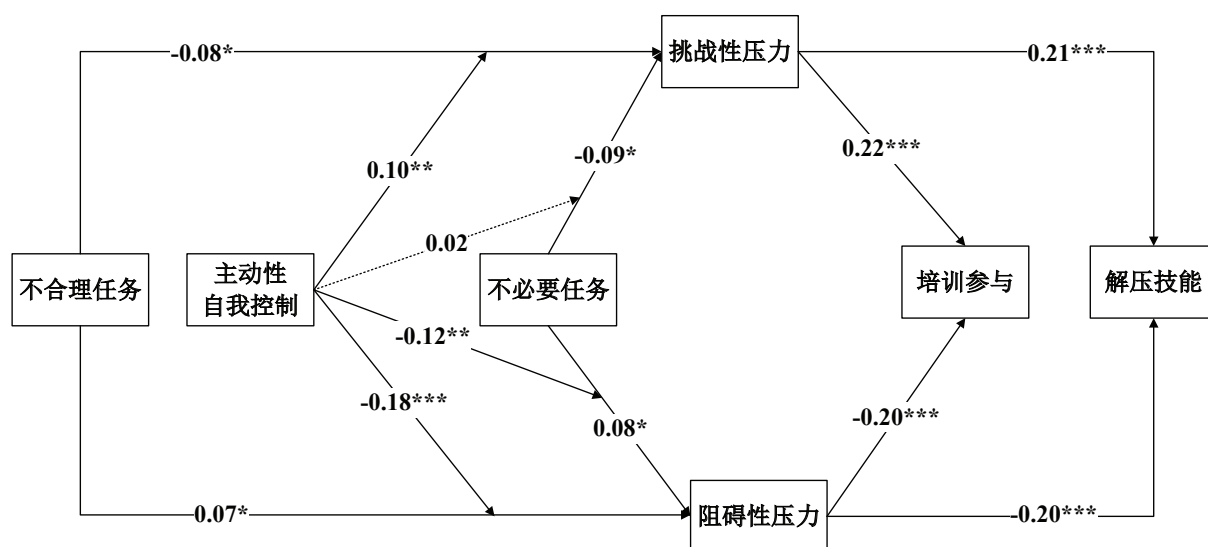 -0.08*
挑战性压力
0.21***
0.10**
-0.09*
0.22***
0.02
不合理任务
主动性
自我控制
不必要任务
培训参与
解压技能
-0.12**
-0.18***
0.08*
-0.20***
0.07*
阻碍性压力
-0.20***